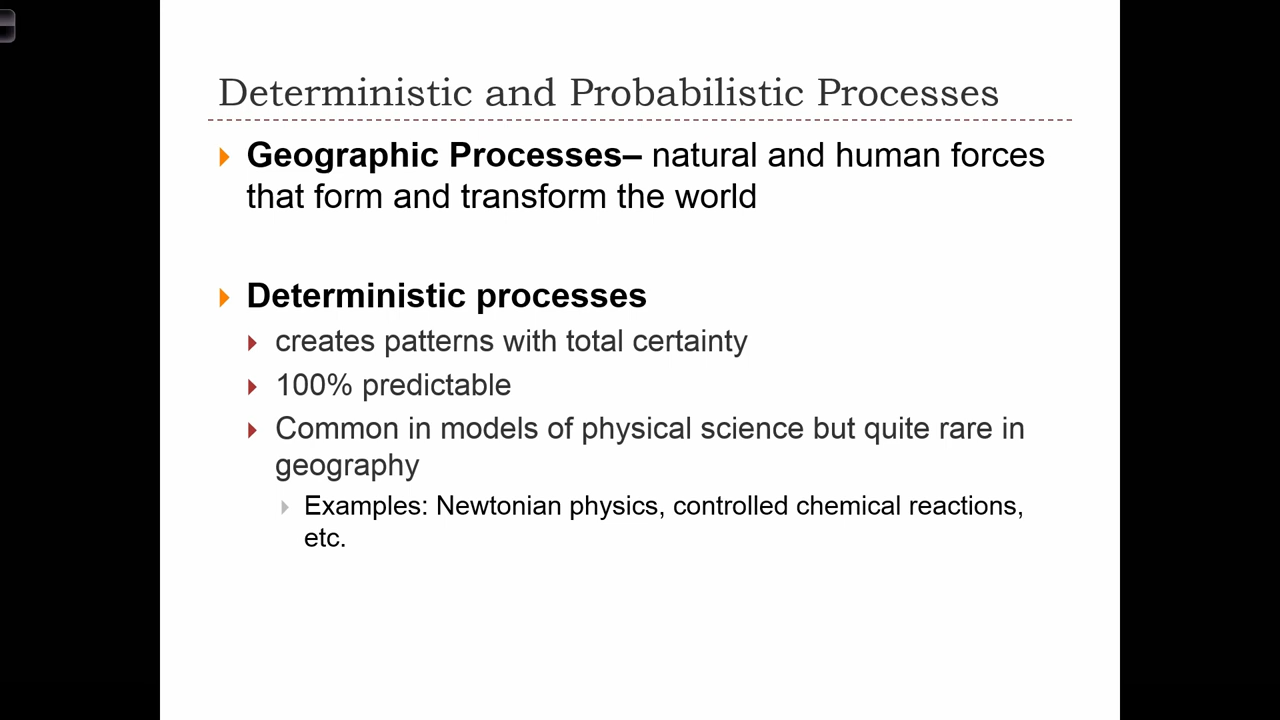 Deterministic and Probabilistic Processes
Geographic Processes– natural and human forces
that form and transform the world
Deterministic processes
creates patterns with total certainty
100% predictable
Common in models of physical science but quite rare in
geography
Examples: Newtonian physics, controlled chemical reactions,
etc.